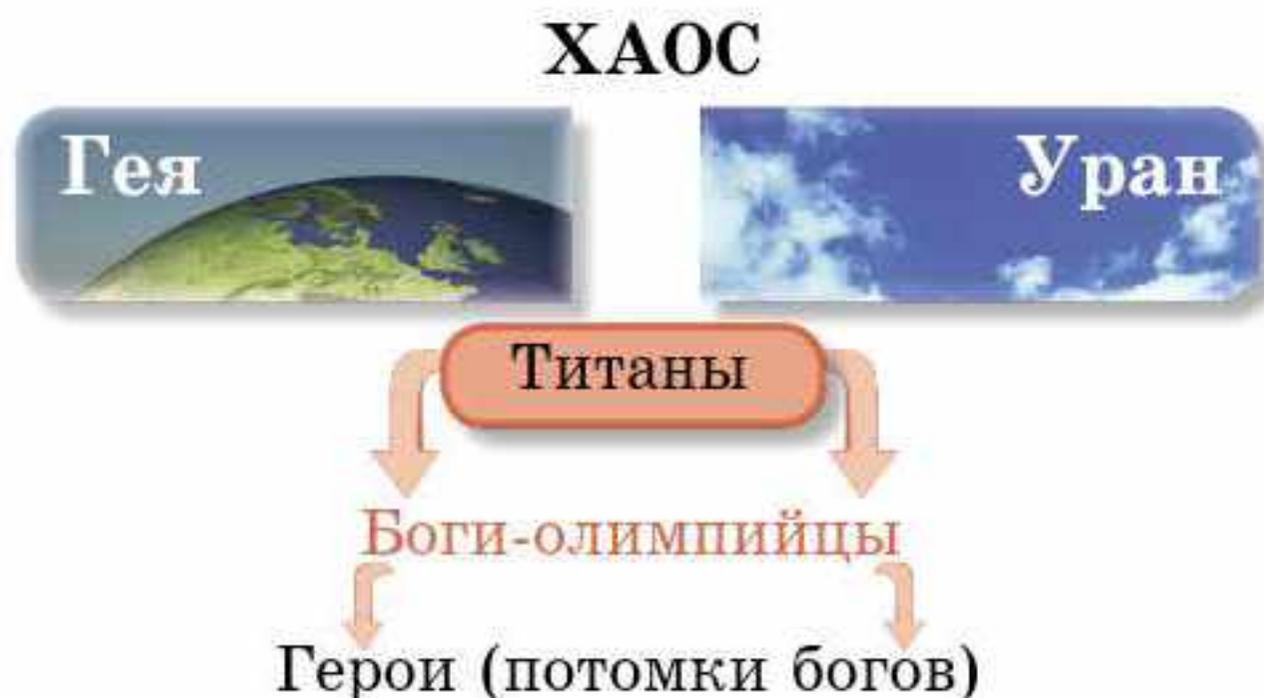 ХАОС
Гея
Уран
Титаны
Боги-олимпийцы
Герои (потомки богов)